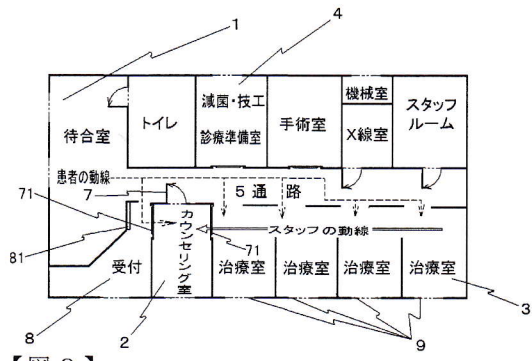 1
4
待合室
トイレ
滅菌・技工
診療準備室
手術室
機械室
X線室
スタッフ
ルーム
患者の動線
7
5 通 路
71
81
カウンセリング室
71
スタッフの動線
受付
治療室
治療室
治療室
治療室
8
2
9
3